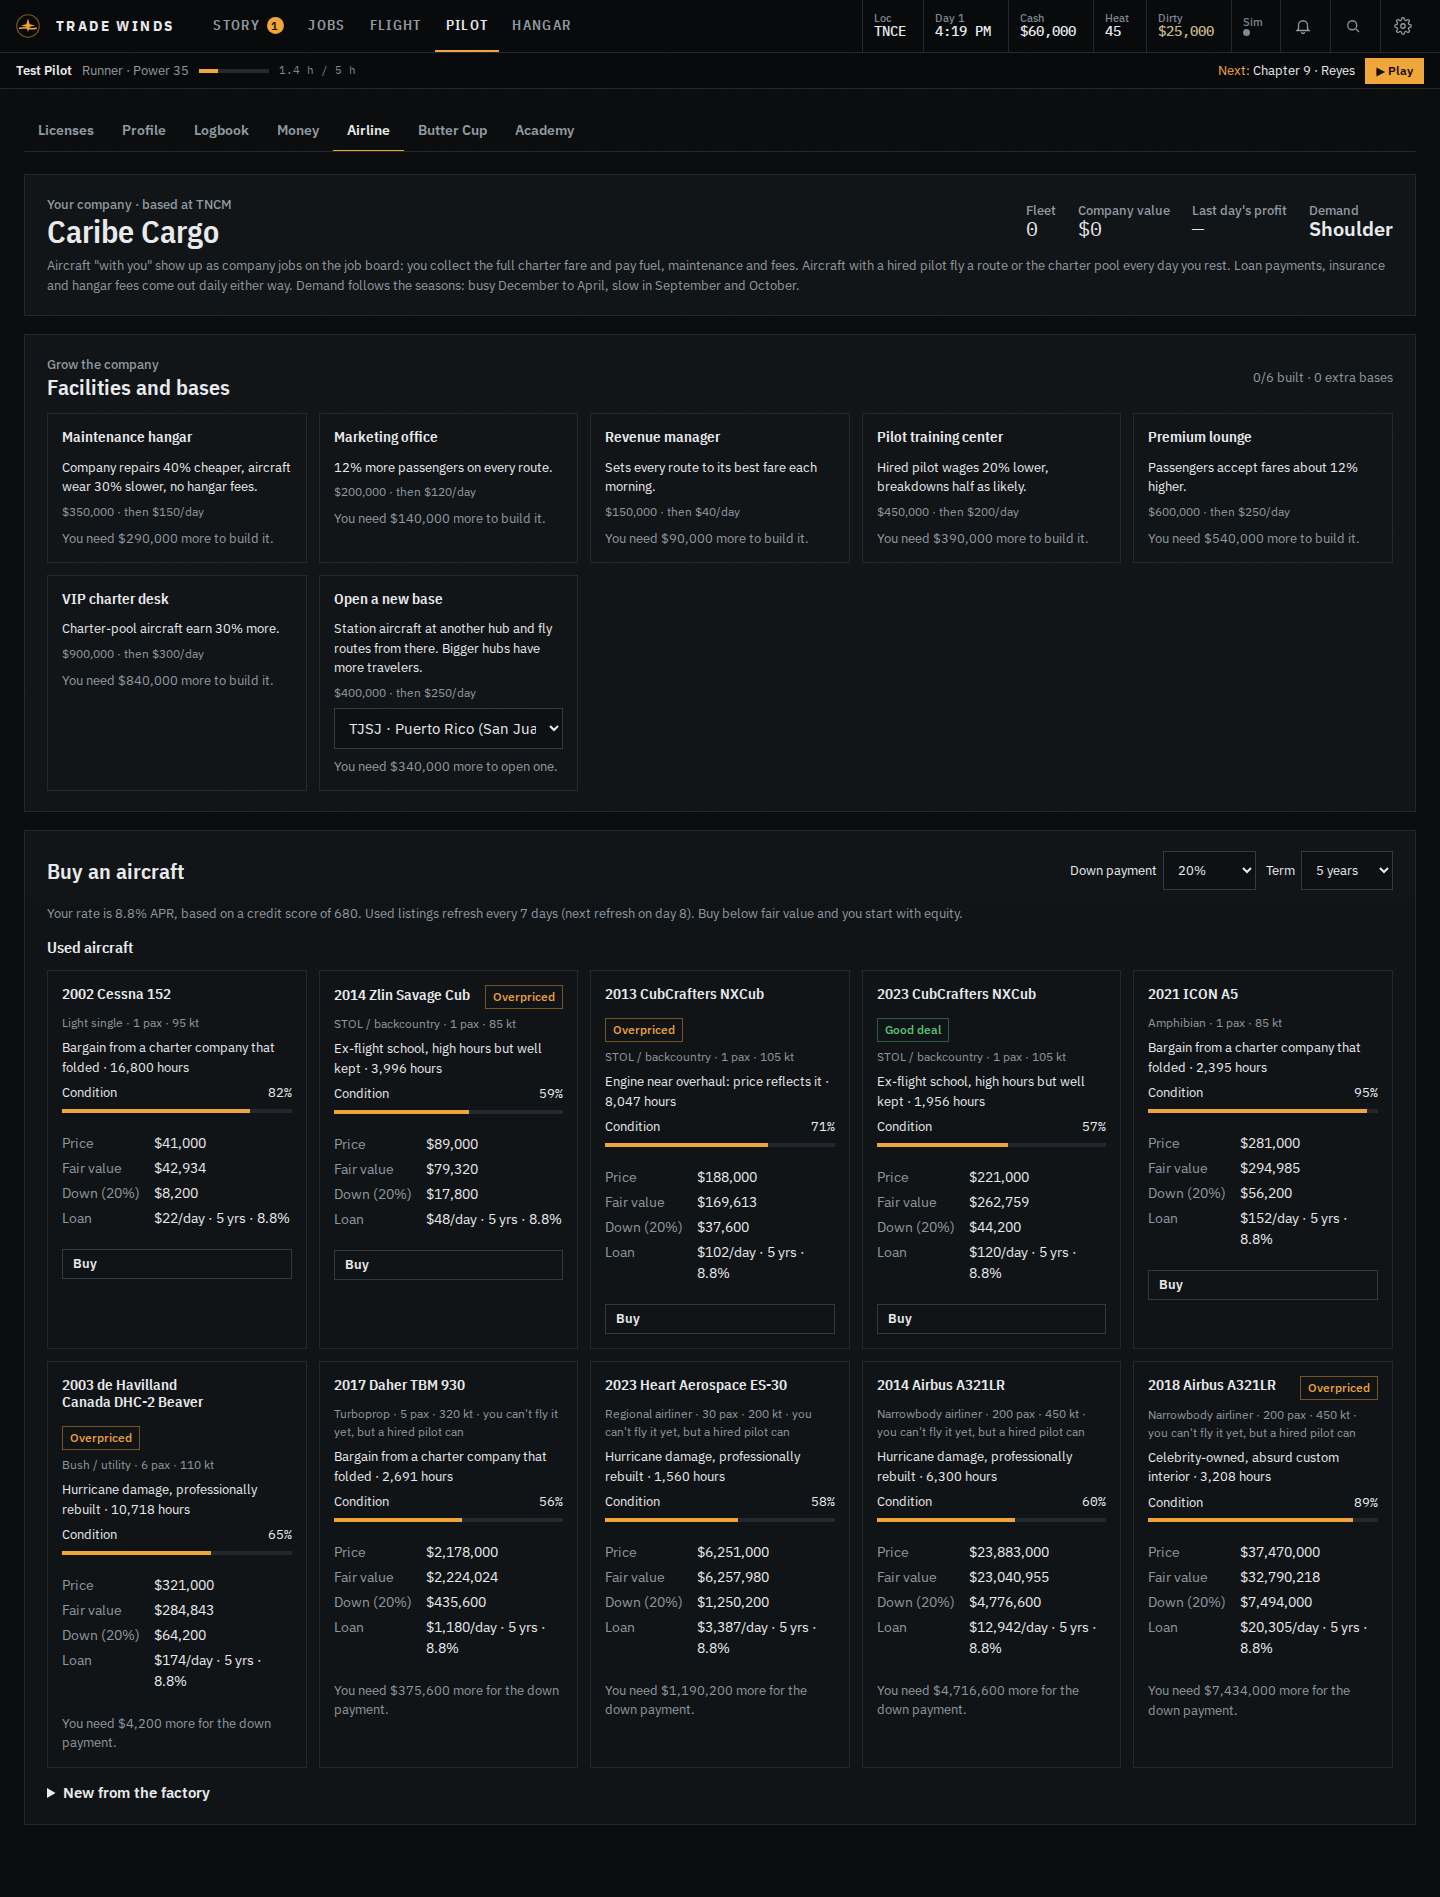 TRADE WINDS
STORY 1 JOBS FLIGHT PILOT HANGAR
Loc
TNCE
Day 1
4:19 PM
Cash
$60,000
Heat
45
Dirty
$25,000
Sim
Test Pilot Runner · Power 35 1.4 h / 5 h
Next: Chapter 9 · Reyes ▶ Play
Licenses Profile Logbook Money Airline Butter Cup Academy
Your company · based at TNCM
Caribe Cargo
Fleet
0
Company value
$0
Last day's profit
—
Demand
Shoulder
Aircraft "with you" show up as company jobs on the job board: you collect the full charter fare and pay fuel, maintenance and fees. Aircraft with a hired pilot fly a route or the charter pool every day you rest. Loan payments, insurance
and hangar fees come out daily either way. Demand follows the seasons: busy December to April, slow in September and October.
Grow the company
Facilities and bases
0/6 built · 0 extra bases
Maintenance hangar
Company repairs 40% cheaper, aircraft
wear 30% slower, no hangar fees.
$350,000 · then $150/day
You need $290,000 more to build it.
Marketing office
12% more passengers on every route.
$200,000 · then $120/day
You need $140,000 more to build it.
Revenue manager
Sets every route to its best fare each
morning.
$150,000 · then $40/day
You need $90,000 more to build it.
Pilot training center
Hired pilot wages 20% lower,
breakdowns half as likely.
$450,000 · then $200/day
You need $390,000 more to build it.
Premium lounge
Passengers accept fares about 12%
higher.
$600,000 · then $250/day
You need $540,000 more to build it.
VIP charter desk
Charter-pool aircraft earn 30% more.
$900,000 · then $300/day
You need $840,000 more to build it.
Open a new base
Station aircraft at another hub and fly
routes from there. Bigger hubs have
more travelers.
$400,000 · then $250/day
TJSJ · Puerto Rico (San Jua
You need $340,000 more to open one.
Buy an aircraft
Down payment 20% Term 5 years
Your rate is 8.8% APR, based on a credit score of 680. Used listings refresh every 7 days (next refresh on day 8). Buy below fair value and you start with equity.
Used aircraft
2002 Cessna 152
Light single · 1 pax · 95 kt
Bargain from a charter company that
folded · 16,800 hours
Condition 82%
Price $41,000
Fair value $42,934
Down (20%) $8,200
Loan $22/day · 5 yrs · 8.8%
Buy
2014 Zlin Savage Cub Overpriced
STOL / backcountry · 1 pax · 85 kt
Ex-flight school, high hours but well
kept · 3,996 hours
Condition 59%
Price $89,000
Fair value $79,320
Down (20%) $17,800
Loan $48/day · 5 yrs · 8.8%
Buy
2013 CubCrafters NXCub
Overpriced
STOL / backcountry · 1 pax · 105 kt
Engine near overhaul: price reflects it ·
8,047 hours
Condition 71%
Price $188,000
Fair value $169,613
Down (20%) $37,600
Loan $102/day · 5 yrs ·
8.8%
Buy
2023 CubCrafters NXCub
Good deal
STOL / backcountry · 1 pax · 105 kt
Ex-flight school, high hours but well
kept · 1,956 hours
Condition 57%
Price $221,000
Fair value $262,759
Down (20%) $44,200
Loan $120/day · 5 yrs ·
8.8%
Buy
2021 ICON A5
Amphibian · 1 pax · 85 kt
Bargain from a charter company that
folded · 2,395 hours
Condition 95%
Price $281,000
Fair value $294,985
Down (20%) $56,200
Loan $152/day · 5 yrs ·
8.8%
Buy
2003 de Havilland
Canada DHC-2 Beaver
Overpriced
Bush / utility · 6 pax · 110 kt
Hurricane damage, professionally
rebuilt · 10,718 hours
Condition 65%
Price $321,000
Fair value $284,843
Down (20%) $64,200
Loan $174/day · 5 yrs ·
8.8%
You need $4,200 more for the down
payment.
2017 Daher TBM 930
Turboprop · 5 pax · 320 kt · you can't fly it
yet, but a hired pilot can
Bargain from a charter company that
folded · 2,691 hours
Condition 56%
Price $2,178,000
Fair value $2,224,024
Down (20%) $435,600
Loan $1,180/day · 5 yrs ·
8.8%
You need $375,600 more for the down
payment.
2023 Heart Aerospace ES-30
Regional airliner · 30 pax · 200 kt · you
can't fly it yet, but a hired pilot can
Hurricane damage, professionally
rebuilt · 1,560 hours
Condition 58%
Price $6,251,000
Fair value $6,257,980
Down (20%) $1,250,200
Loan $3,387/day · 5 yrs ·
8.8%
You need $1,190,200 more for the
down payment.
2014 Airbus A321LR
Narrowbody airliner · 200 pax · 450 kt ·
you can't fly it yet, but a hired pilot can
Hurricane damage, professionally
rebuilt · 6,300 hours
Condition 60%
Price $23,883,000
Fair value $23,040,955
Down (20%) $4,776,600
Loan $12,942/day · 5 yrs ·
8.8%
You need $4,716,600 more for the
down payment.
2018 Airbus A321LR Overpriced
Narrowbody airliner · 200 pax · 450 kt ·
you can't fly it yet, but a hired pilot can
Celebrity-owned, absurd custom
interior · 3,208 hours
Condition 89%
Price $37,470,000
Fair value $32,790,218
Down (20%) $7,494,000
Loan $20,305/day · 5 yrs ·
8.8%
You need $7,434,000 more for the
down payment.
▶ New from the factory